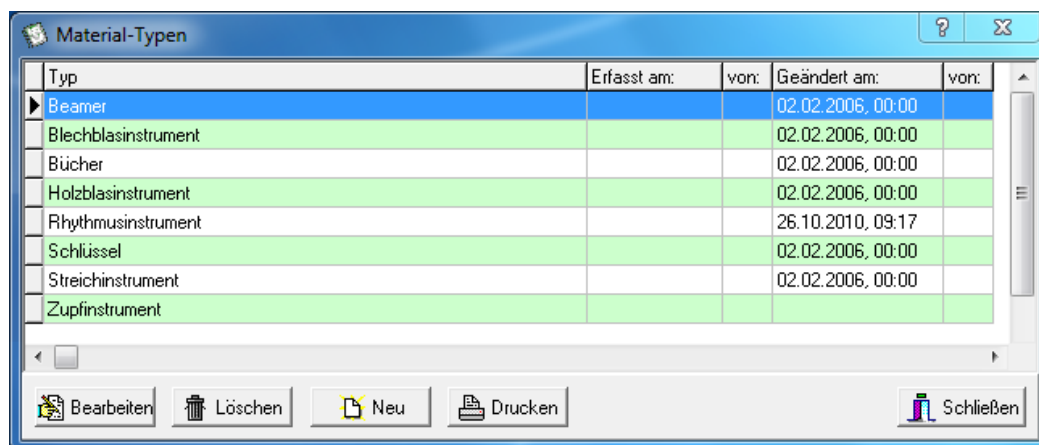 Material-Typen
Typ Erfasst am: von: Geändert am: von:
Beamer 02.02.2006, 00:00
Blechblasinstrument 02.02.2006, 00:00
Bücher 02.02.2006, 00:00
Holzblasinstrument 02.02.2006, 00:00
Rhythmusinstrument 26.10.2010, 09:17
Schlüssel 02.02.2006, 00:00
Streichinstrument 02.02.2006, 00:00
Zupfinstrument
Bearbeiten Löschen Neu Drucken Schließen